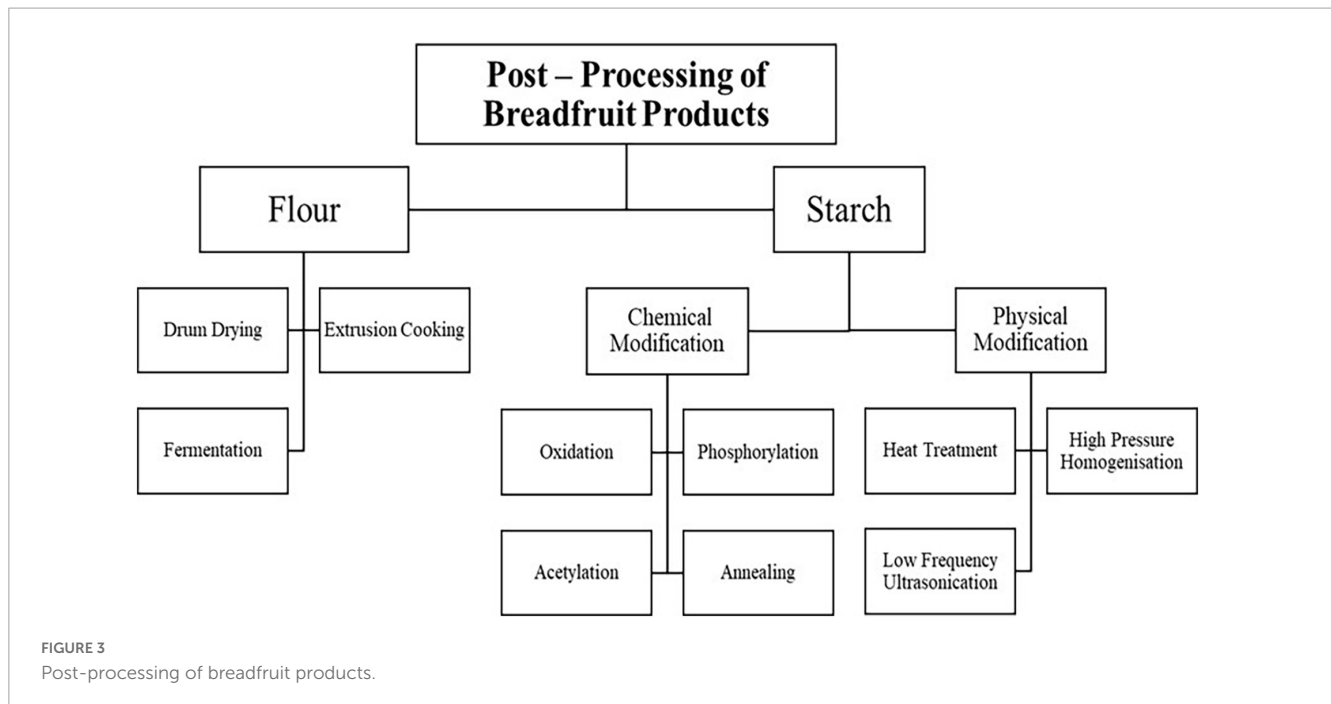 Post – Processing of
Breadfruit Products
Flour
Starch
Drum Drying
Extrusion Cooking
Fermentation
Chemical
Modification
Physical
Modification
Oxidation
Phosphorylation
Acetylation
Annealing
Heat Treatment
High Pressure
Homogenisation
Low Frequency
Ultrasonication
FIGURE 3
Post-processing of breadfruit products.